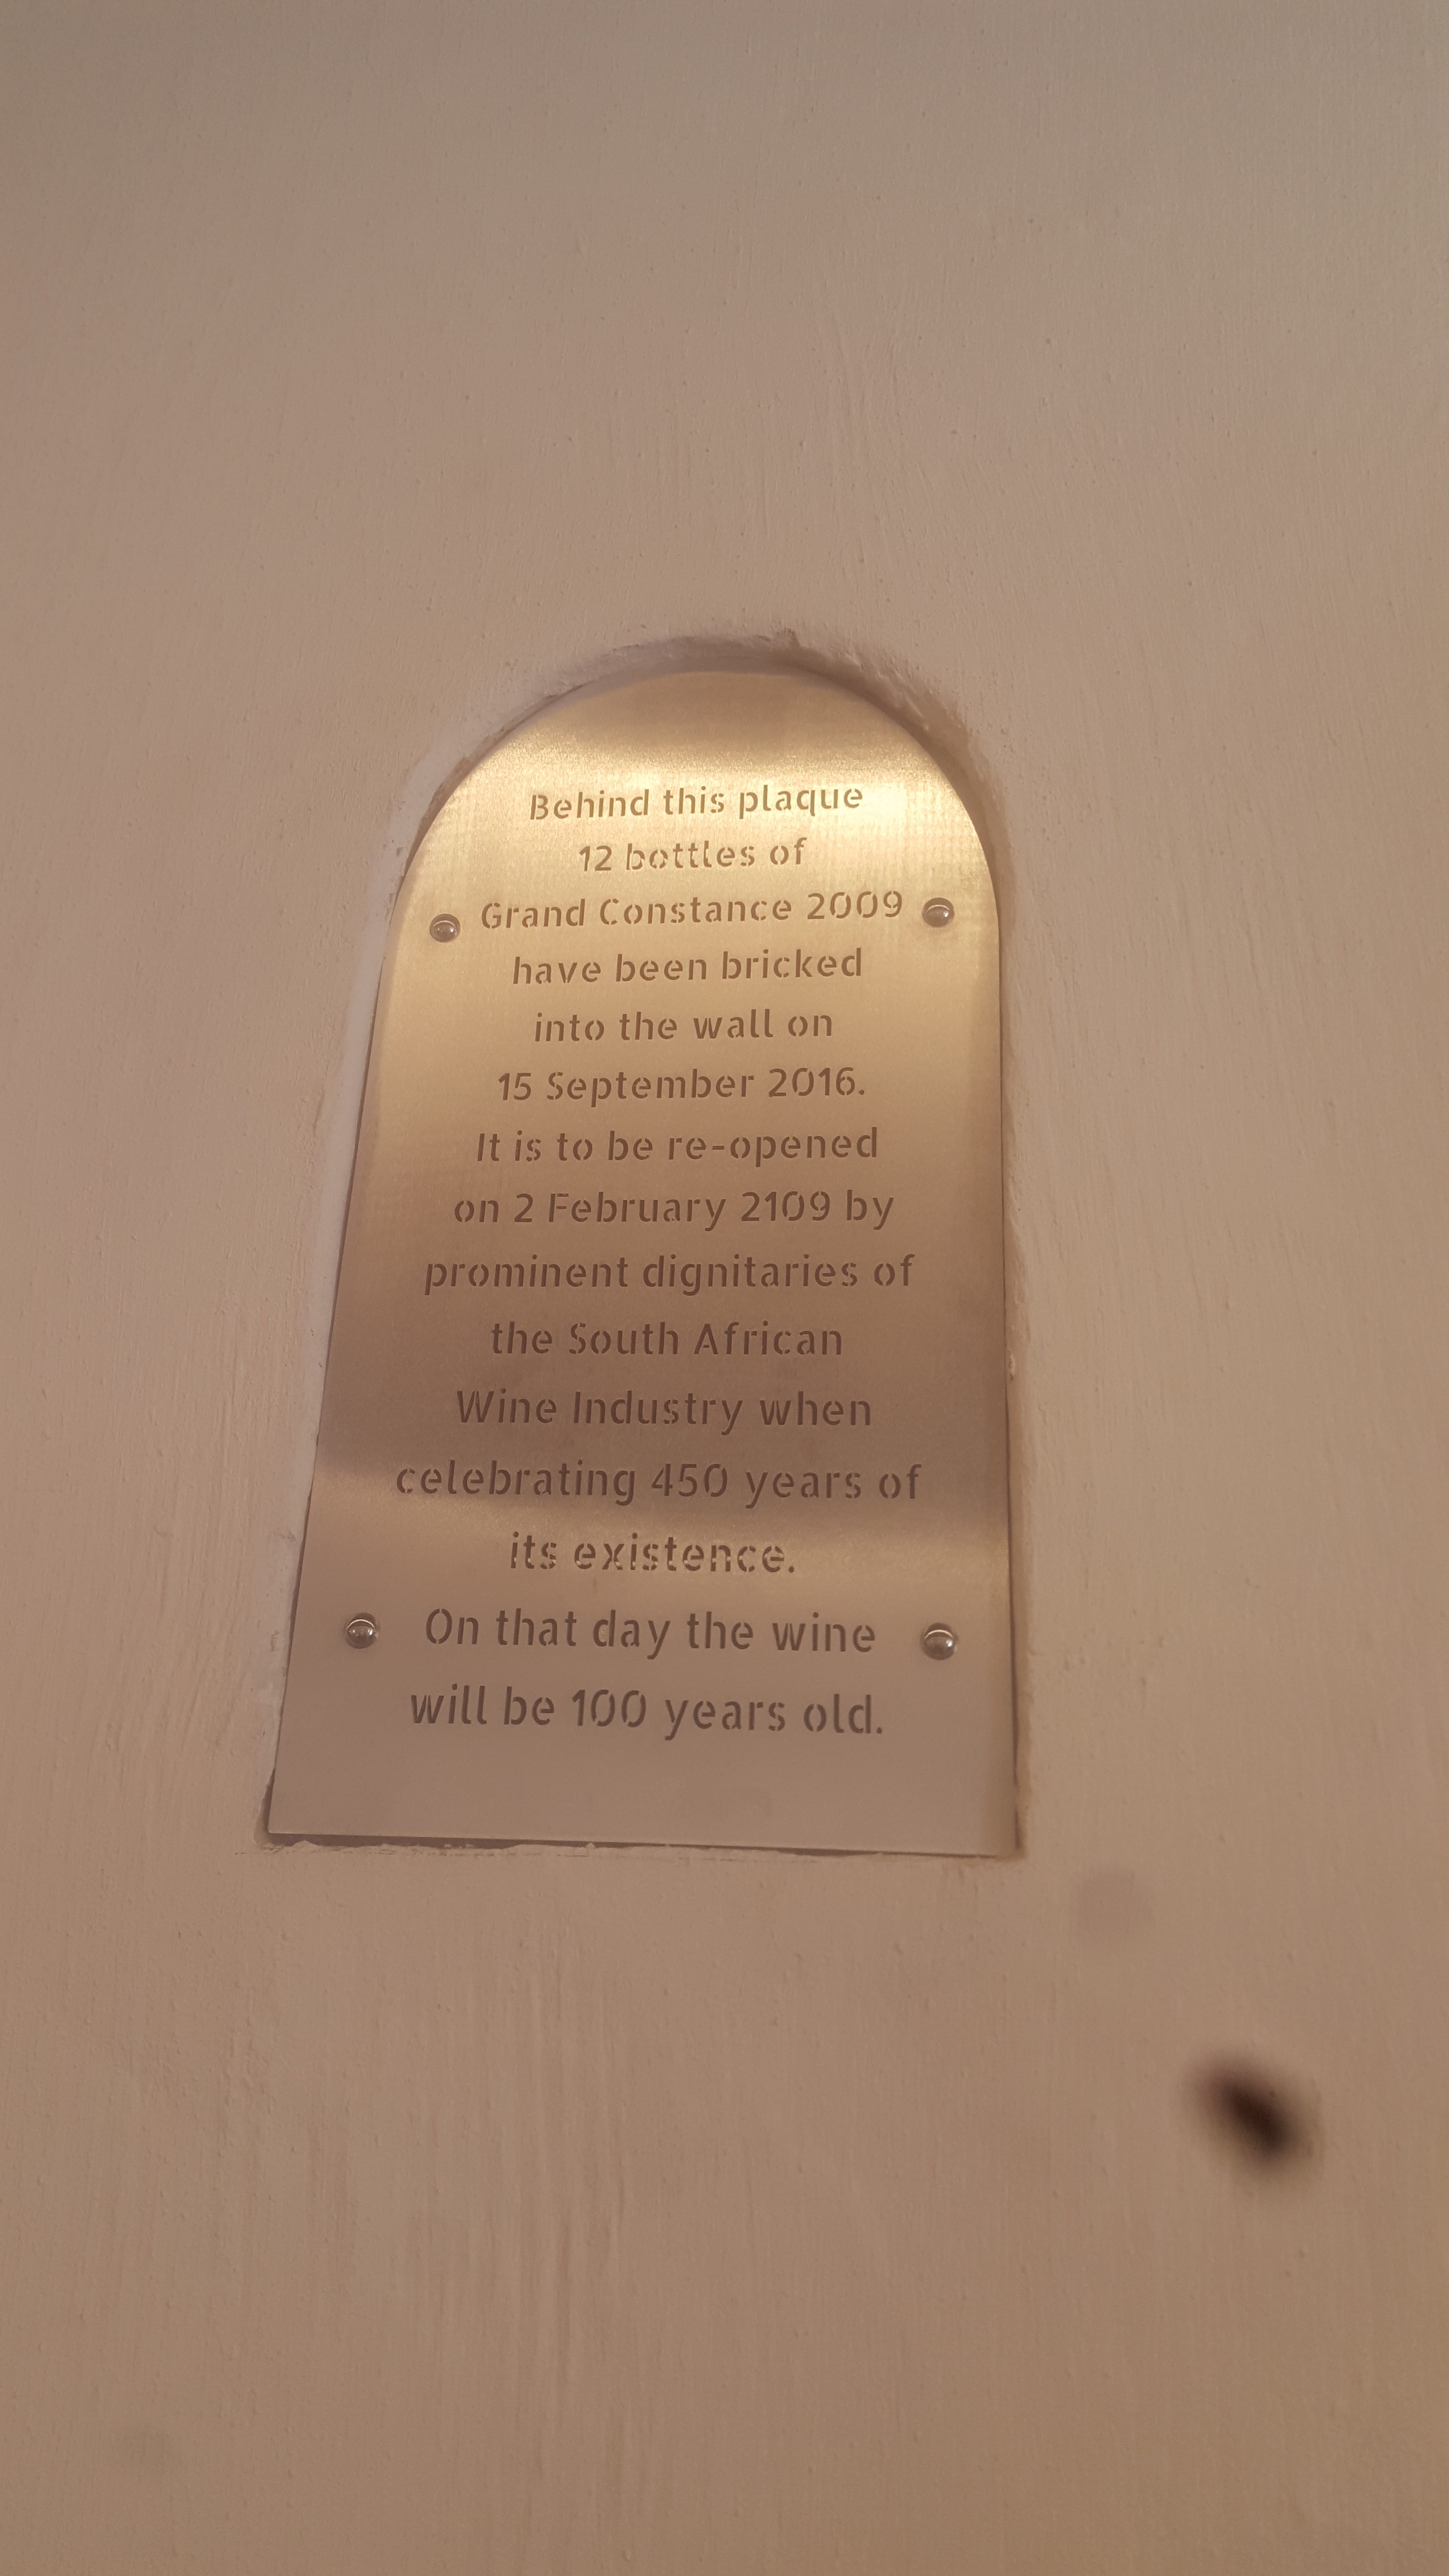 Behind this plaque
12 bottles of
Grand Constance 2009
have been bricked
into the wall on
15 September 2016.
It is to be re-opened
on 2 February 2109 by
prominent dignitaries of
the South African
Wine Industry when
celebrating 450 years of
its existence.
On that day the wine
will be 100 years old.